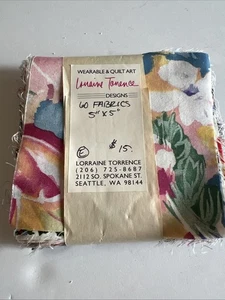 WEARABLE & QUILT ART
Lorraine Torrence
DESIGNS
60 FABRICS
5" x 5"
E $15.
LORRAINE TORRENCE
(206) 725-8687
2112 SO. SPOKANE ST.
SEATTLE, WA 98144